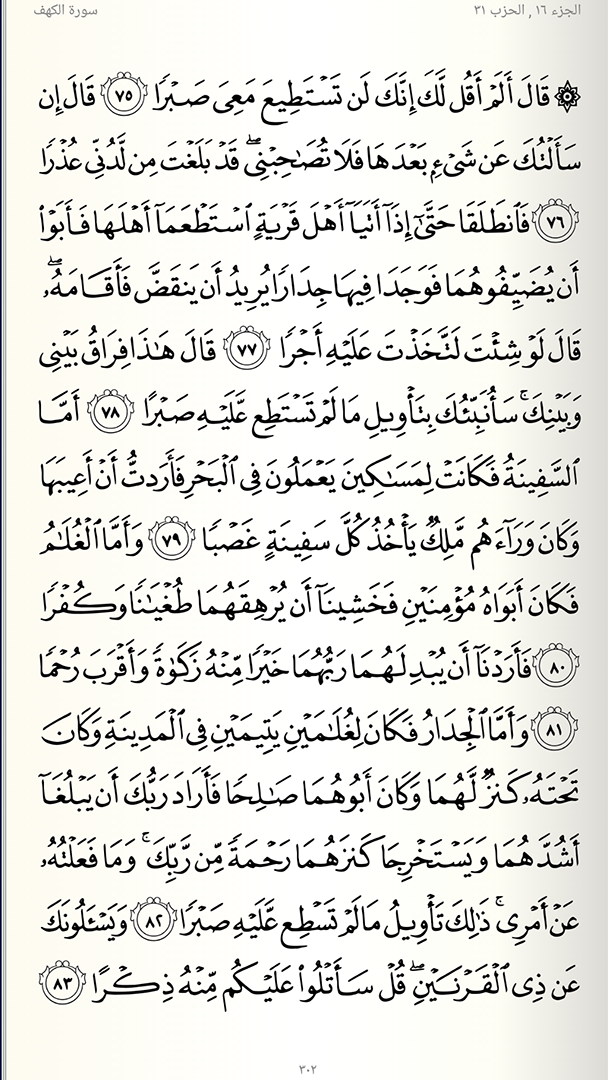 الجزء ١٦ , الحزب ٣١
سورة الكهف
۞ قَالَ أَلَمۡ أَقُل لَّكَ إِنَّكَ لَن تَسۡتَطِيعَ مَعِيَ صَبۡرٗا ٧٥ قَالَ إِن
سَأَلۡتُكَ عَن شَيۡءِۭ بَعۡدَهَا فَلَا تُصَٰحِبۡنِيۖ قَدۡ بَلَغۡتَ مِن لَّدُنِّي عُذۡرٗا
٧٦ فَٱنطَلَقَا حَتَّىٰٓ إِذَآ أَتَيَآ أَهۡلَ قَرۡيَةٍ ٱسۡتَطۡعَمَآ أَهۡلَهَا فَأَبَوۡاْ
أَن يُضَيِّفُوهُمَا فَوَجَدَا فِيهَا جِدَارٗا يُرِيدُ أَن يَنقَضَّ فَأَقَامَهُۥۖ
قَالَ لَوۡ شِئۡتَ لَتَّخَذۡتَ عَلَيۡهِ أَجۡرٗا ٧٧ قَالَ هَٰذَا فِرَاقُ بَيۡنِي
وَبَيۡنِكَۚ سَأُنَبِّئُكَ بِتَأۡوِيلِ مَا لَمۡ تَسۡتَطِع عَّلَيۡهِ صَبۡرًا ٧٨ أَمَّا
ٱلسَّفِينَةُ فَكَانَتۡ لِمَسَٰكِينَ يَعۡمَلُونَ فِي ٱلۡبَحۡرِ فَأَرَدتُّ أَنۡ أَعِيبَهَا
وَكَانَ وَرَآءَهُم مَّلِكٞ يَأۡخُذُ كُلَّ سَفِينَةٍ غَصۡبٗا ٧٩ وَأَمَّا ٱلۡغُلَٰمُ
فَكَانَ أَبَوَاهُ مُؤۡمِنَيۡنِ فَخَشِينَآ أَن يُرۡهِقَهُمَا طُغۡيَٰنٗا وَكُفۡرٗا
٨٠ فَأَرَدۡنَآ أَن يُبۡدِلَهُمَا رَبُّهُمَا خَيۡرٗا مِّنۡهُ زَكَوٰةٗ وَأَقۡرَبَ رُحۡمٗا
٨١ وَأَمَّا ٱلۡجِدَارُ فَكَانَ لِغُلَٰمَيۡنِ يَتِيمَيۡنِ فِي ٱلۡمَدِينَةِ وَكَانَ
تَحۡتَهُۥ كَنزٞ لَّهُمَا وَكَانَ أَبُوهُمَا صَٰلِحٗا فَأَرَادَ رَبُّكَ أَن يَبۡلُغَآ
أَشُدَّهُمَا وَيَسۡتَخۡرِجَا كَنزَهُمَا رَحۡمَةٗ مِّن رَّبِّكَۚ وَمَا فَعَلۡتُهُۥ
عَنۡ أَمۡرِيۚ ذَٰلِكَ تَأۡوِيلُ مَا لَمۡ تَسۡطِع عَّلَيۡهِ صَبۡرٗا ٨٢ وَيَسۡـَٔلُونَكَ
عَن ذِي ٱلۡقَرۡنَيۡنِۖ قُلۡ سَأَتۡلُواْ عَلَيۡكُم مِّنۡهُ ذِكۡرًا ٨٣
٣٠٢